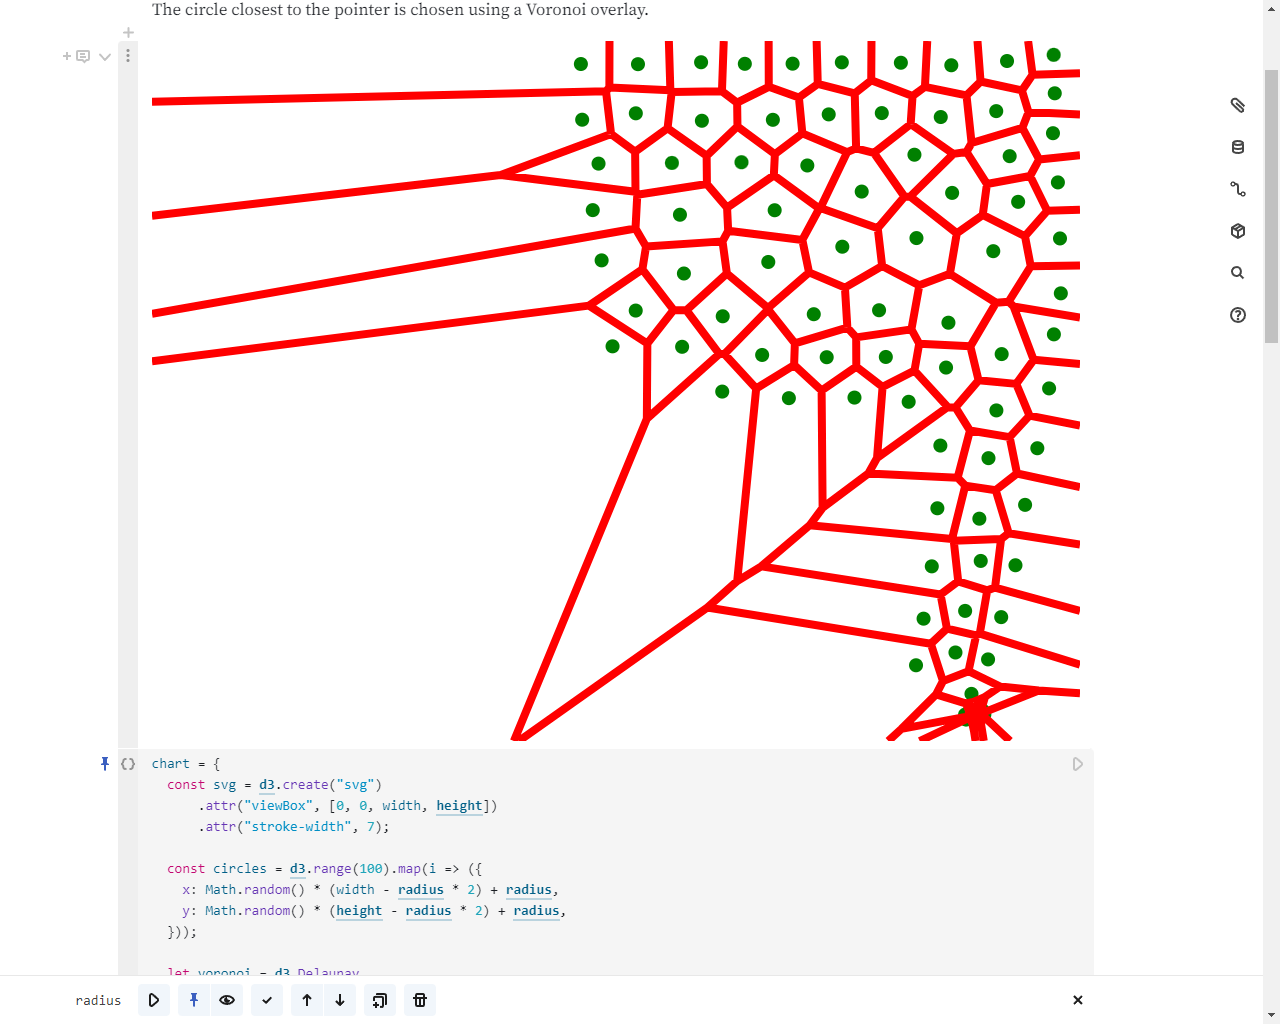 The circle closest to the pointer is chosen using a Voronoi overlay.
chart = {
const svg = d3.create("svg")
.attr("viewBox", [0, 0, width, height])
.attr("stroke-width", 7);
const circles = d3.range(100).map(i => ({
x: Math.random() * (width - radius * 2) + radius,
y: Math.random() * (height - radius * 2) + radius,
}));
let voronoi = d3.Delaunay
radius